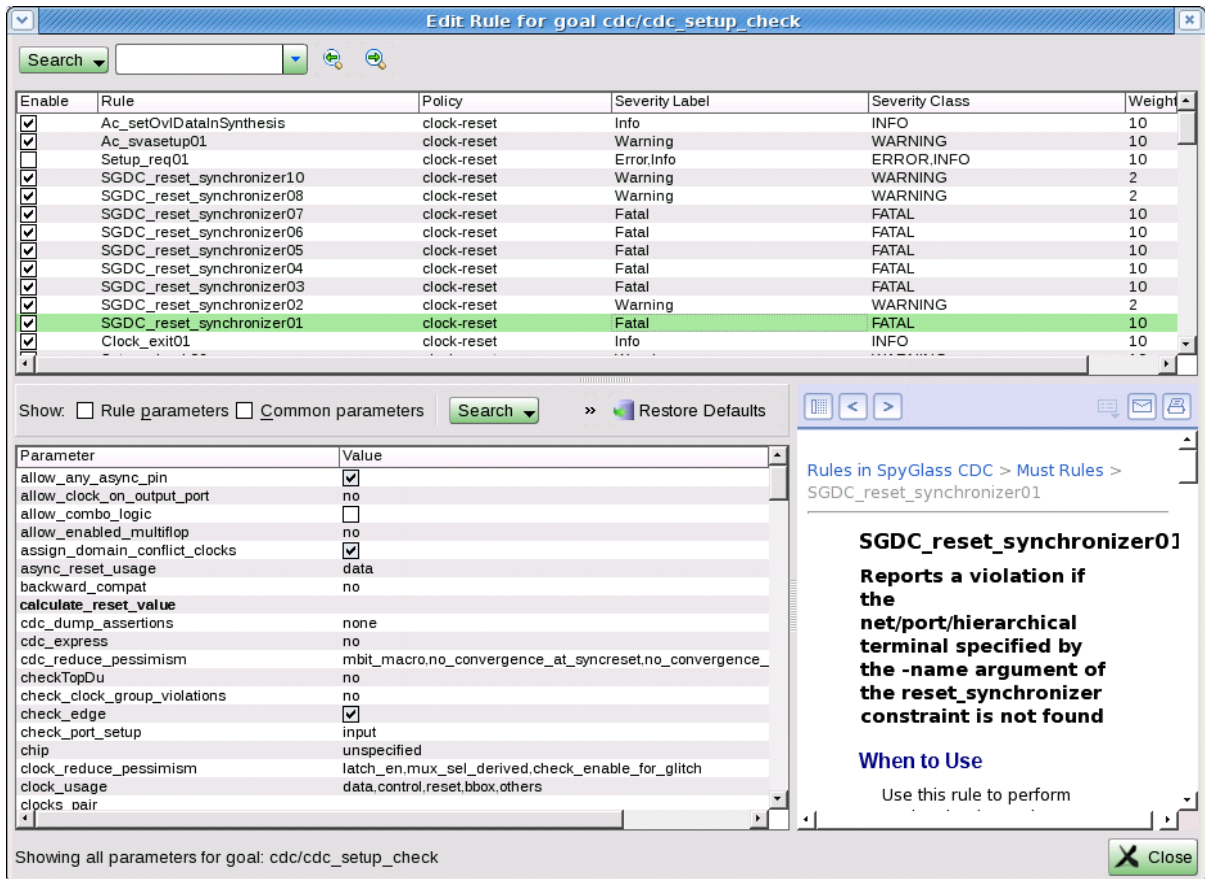 Edit Rule for goal cdc/cdc_setup_check
Search
Enable Rule Policy Severity Label Severity Class Weight
Ac_setOvlDataInSynthesis clock-reset Info INFO 10
Ac_svasetup01 clock-reset Warning WARNING 10
Setup_req01 clock-reset Error,Info ERROR,INFO 10
SGDC_reset_synchronizer10 clock-reset Warning WARNING 2
SGDC_reset_synchronizer08 clock-reset Warning WARNING 2
SGDC_reset_synchronizer07 clock-reset Fatal FATAL 10
SGDC_reset_synchronizer06 clock-reset Fatal FATAL 10
SGDC_reset_synchronizer05 clock-reset Fatal FATAL 10
SGDC_reset_synchronizer04 clock-reset Fatal FATAL 10
SGDC_reset_synchronizer03 clock-reset Fatal FATAL 10
SGDC_reset_synchronizer02 clock-reset Warning WARNING 2
SGDC_reset_synchronizer01 clock-reset Fatal FATAL 10
Clock_exit01 clock-reset Info INFO 10
Show: Rule parameters Common parameters Search » Restore Defaults
Parameter Value
allow_any_async_pin
allow_clock_on_output_port no
allow_combo_logic
allow_enabled_multiflop no
assign_domain_conflict_clocks
async_reset_usage data
backward_compat no
calculate_reset_value
cdc_dump_assertions none
cdc_express no
cdc_reduce_pessimism mbit_macro,no_convergence_at_syncreset,no_convergence_
checkTopDu no
check_clock_group_violations no
check_edge
check_port_setup input
chip unspecified
clock_reduce_pessimism latch_en,mux_sel_derived,check_enable_for_glitch
clock_usage data,control,reset,bbox,others
clocks_pair
Rules in SpyGlass CDC > Must Rules >
SGDC_reset_synchronizer01
SGDC_reset_synchronizer01
Reports a violation if
the
net/port/hierarchical
terminal specified by
the -name argument of
the reset_synchronizer
constraint is not found
When to Use
Use this rule to perform
Showing all parameters for goal: cdc/cdc_setup_check
Close